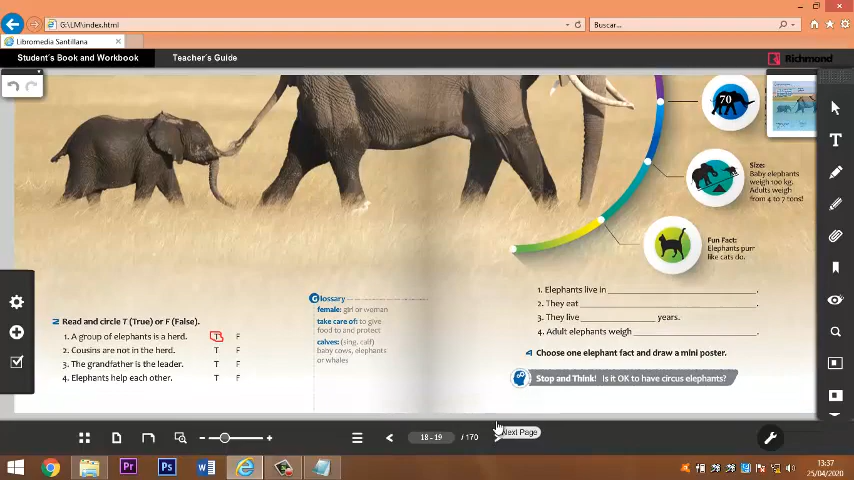 G:\LM\index.html
Buscar...
Libromedia Santillana
Student's Book and Workbook
Teacher's Guide
Richmond
70
Size:
Baby elephants
weigh 100 kg.
Adults weigh
from 4 to 7 tons!
Fun Fact:
Elephants purr
like cats do.
2 Read and circle T (True) or F (False).
1. A group of elephants is a herd. T F
2. Cousins are not in the herd. T F
3. The grandfather is the leader. T F
4. Elephants help each other. T F
Glossary
female: girl or woman
take care of: to give
food to and protect
calves: (sing. calf)
baby cows, elephants
or whales
1. Elephants live in ______.
2. They eat ______.
3. They live ______ years.
4. Adult elephants weigh ______.
4 Choose one elephant fact and draw a mini poster.
Stop and Think! Is it OK to have circus elephants?
18-19 / 170
Next Page
13:37
25/04/2020